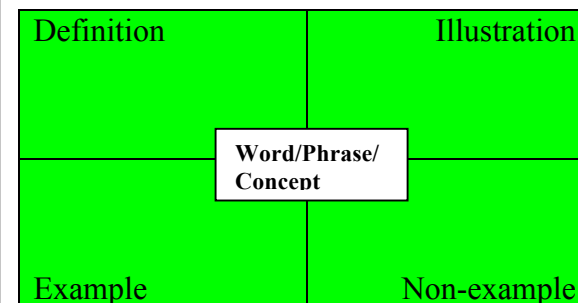 Definition
Illustration
Word/Phrase/
Concept
Example
Non-example